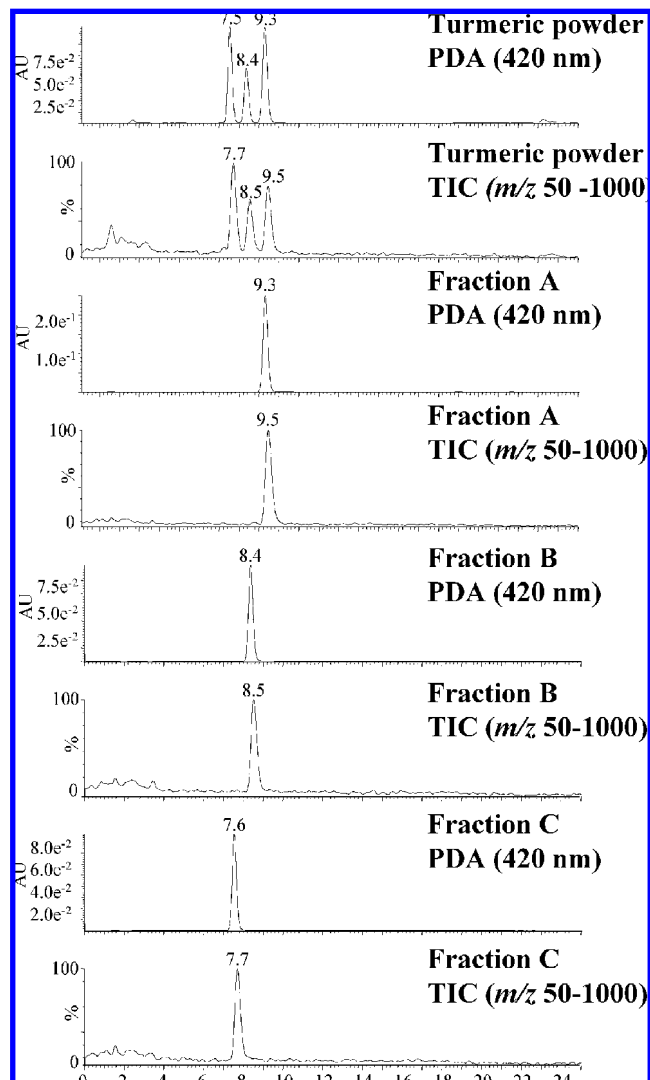 7.5 9.3
Turmeric powder
PDA (420 nm)
8.4
AU
7.5e-2
5.0e-2
2.5e-2
Turmeric powder
TIC (m/z 50 -1000)
7.7
8.5
9.5
100
%
0
Fraction A
PDA (420 nm)
9.3
AU
2.0e-1
1.0e-1
Fraction A
TIC (m/z 50-1000)
9.5
100
%
0
Fraction B
PDA (420 nm)
8.4
AU
7.5e-2
5.0c-2
2.5e-2
Fraction B
TIC (m/z 50-1000)
8.5
100
%
0
Fraction C
PDA (420 nm)
7.6
AU
8.0e-2
6.0c-2
4.0e-2
2.0e-2
Fraction C
TIC (m/z 50-1000)
7.7
100
%
0
0 2 4 6 8 10 12 14 16 18 20 22 24